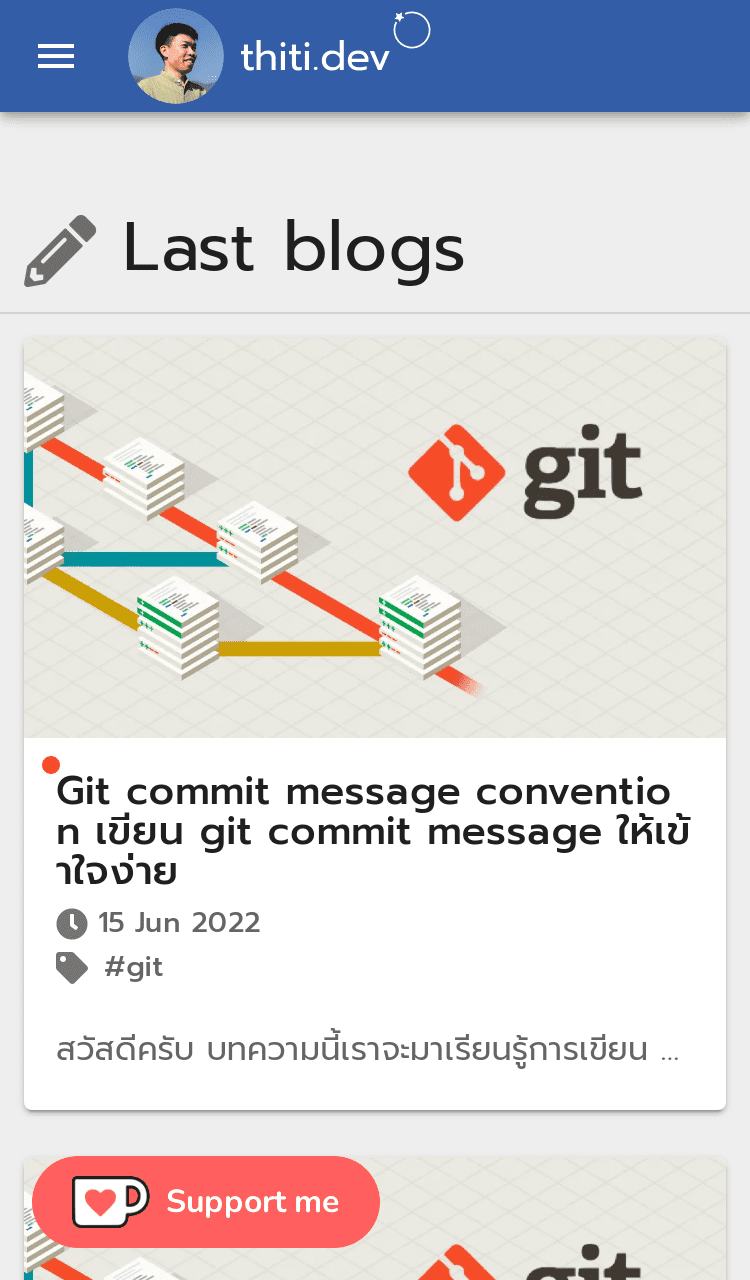 thiti.dev
Last blogs
git
Git commit message conventio
n เขียน git commit message ให้เข้
าใจง่าย
15 Jun 2022
#git
สวัสดีครับ บทความนี้เราจะมาเรียนรู้การเขียน ...
Support me
git